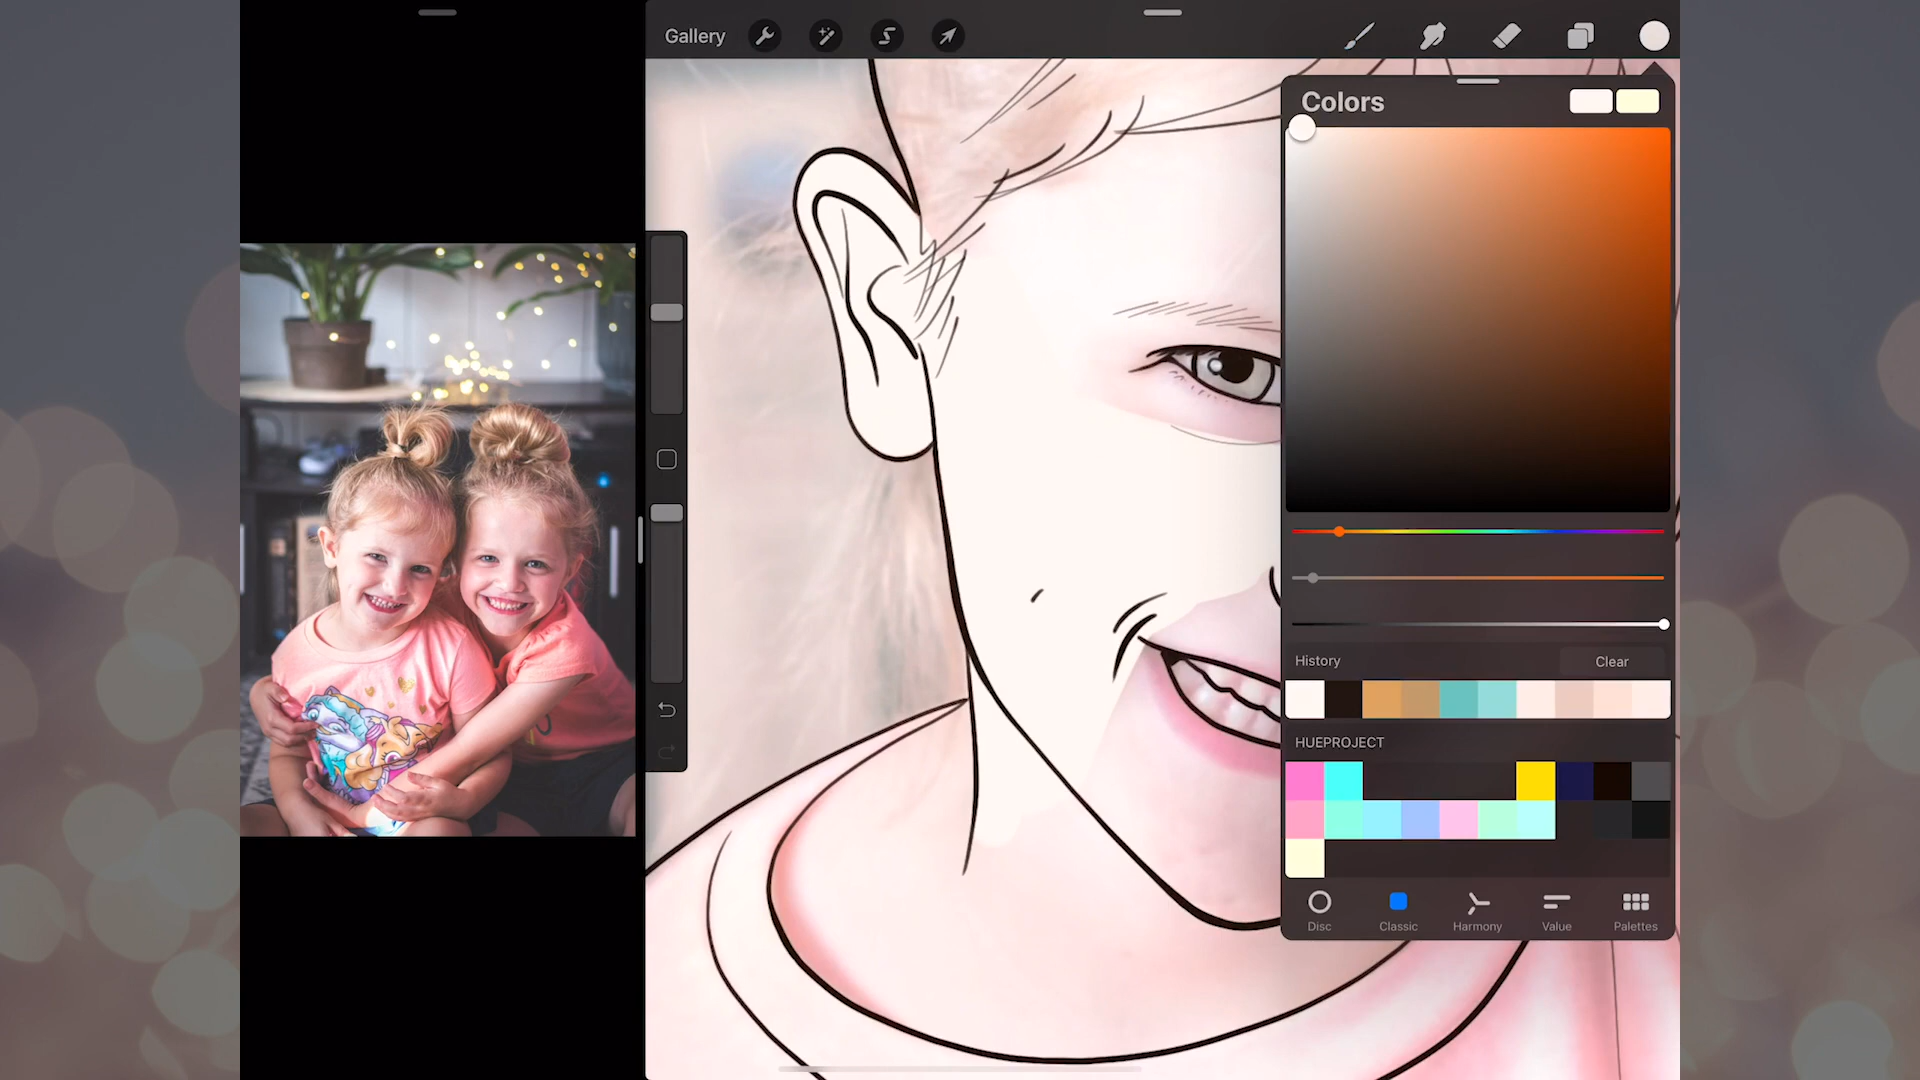 Gallery
Colors
History
Clear
HUEPROJECT
Disc
Classic
Harmony
Value
Palettes